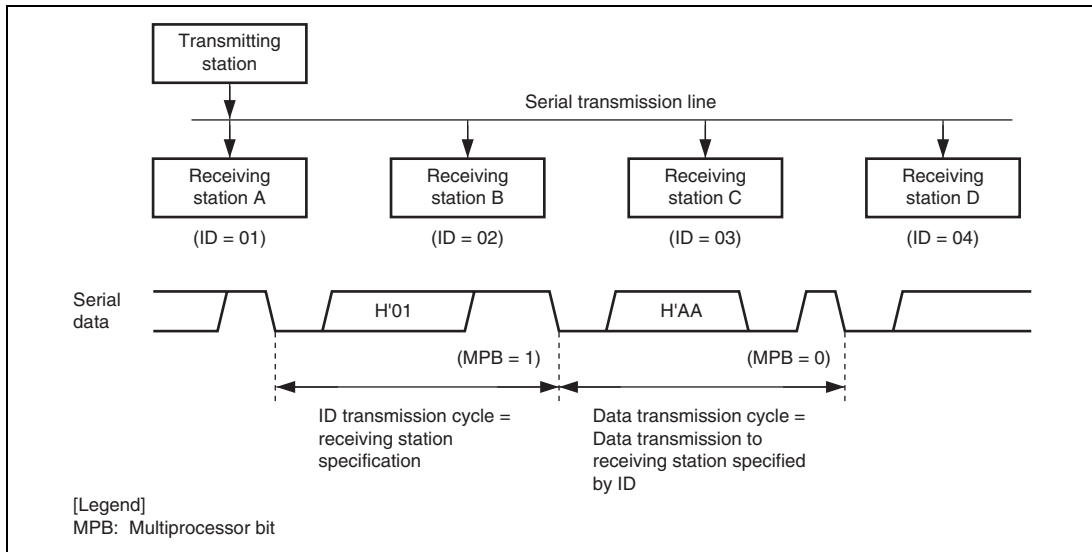 Transmitting
station
Serial transmission line
Receiving
station A
Receiving
station B
Receiving
station C
Receiving
station D
(ID = 01)
(ID = 02)
(ID = 03)
(ID = 04)
Serial
data
H'01
H'AA
(MPB = 1)
(MPB = 0)
ID transmission cycle =
receiving station
specification
Data transmission cycle =
Data transmission to
receiving station specified
by ID
[Legend]
MPB: Multiprocessor bit